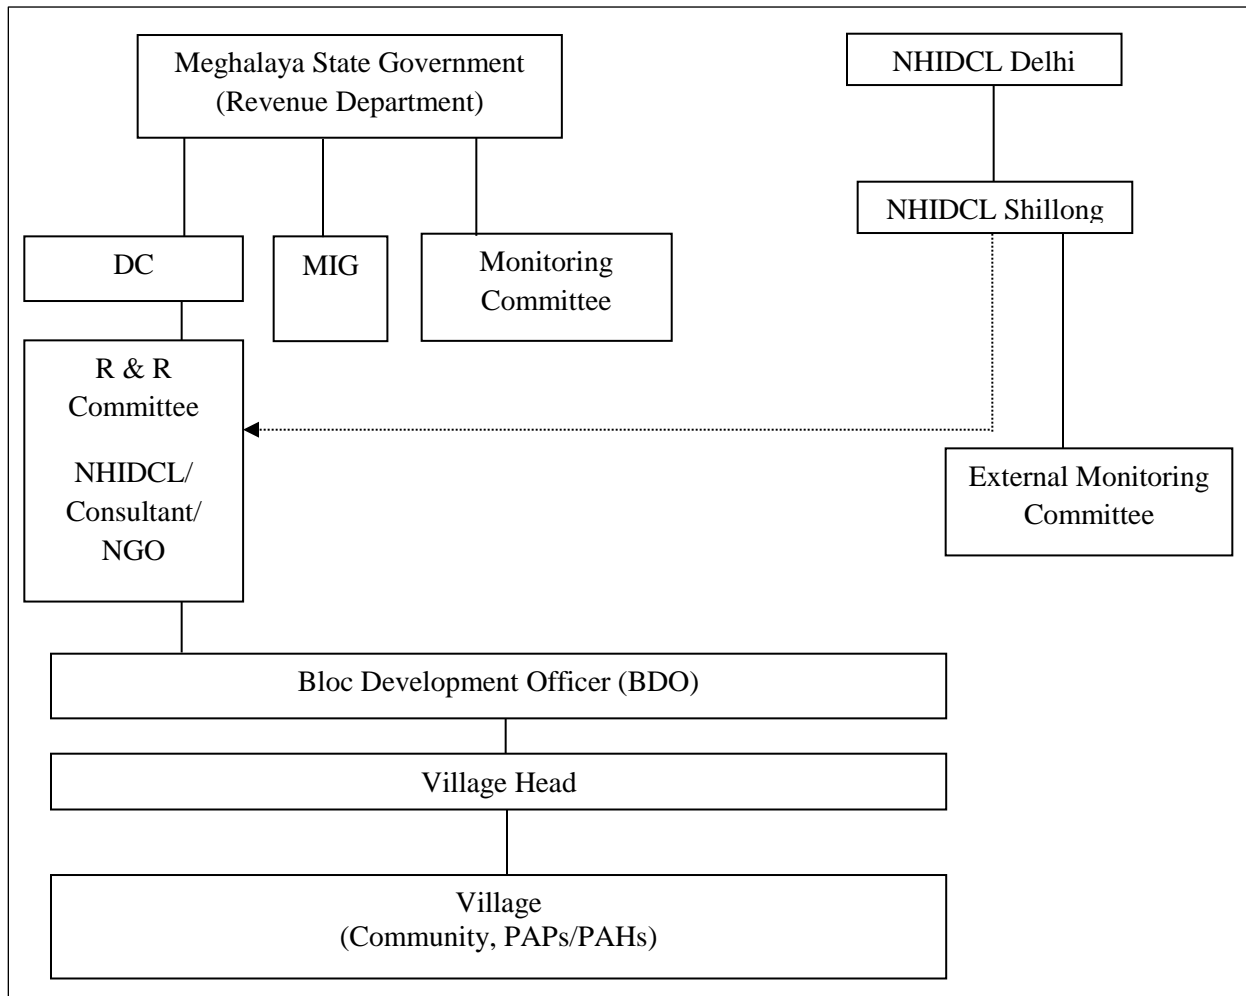 Meghalaya State Government
(Revenue Department)
NHIDCL Delhi
NHIDCL Shillong
DC
MIG
Monitoring
Committee
R & R
Committee
NHIDCL/
Consultant/
NGO
External Monitoring
Committee
Bloc Development Officer (BDO)
Village Head
Village
(Community, PAPs/PAHs)